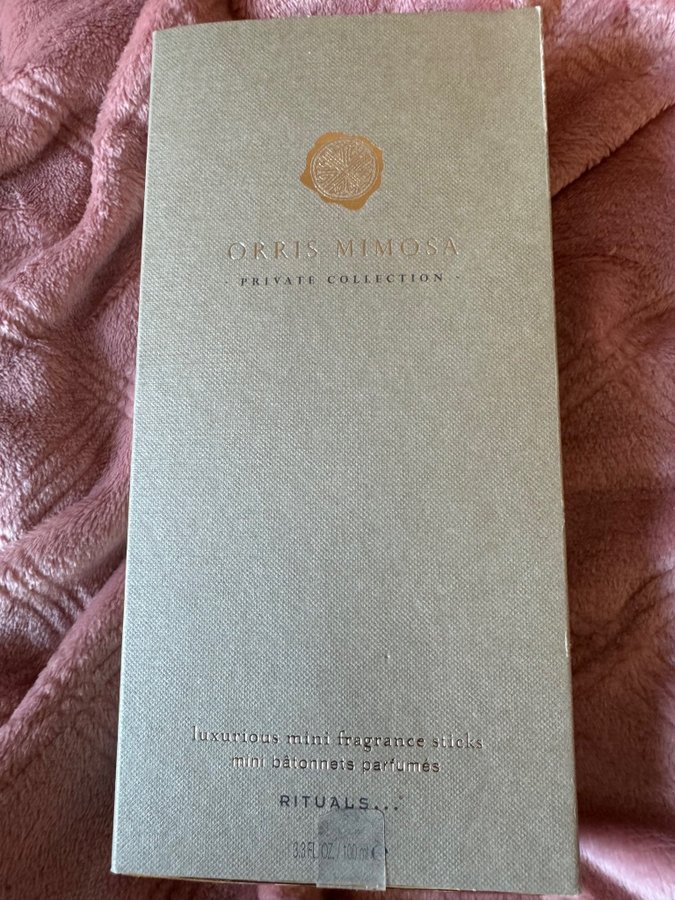 ORRIS MIMOSA
- PRIVATE COLLECTION -
luxurious mini fragrance sticks
mini bâtonnets parfumés
RITUALS...
3.3 FL. OZ. / 100 ml ℮